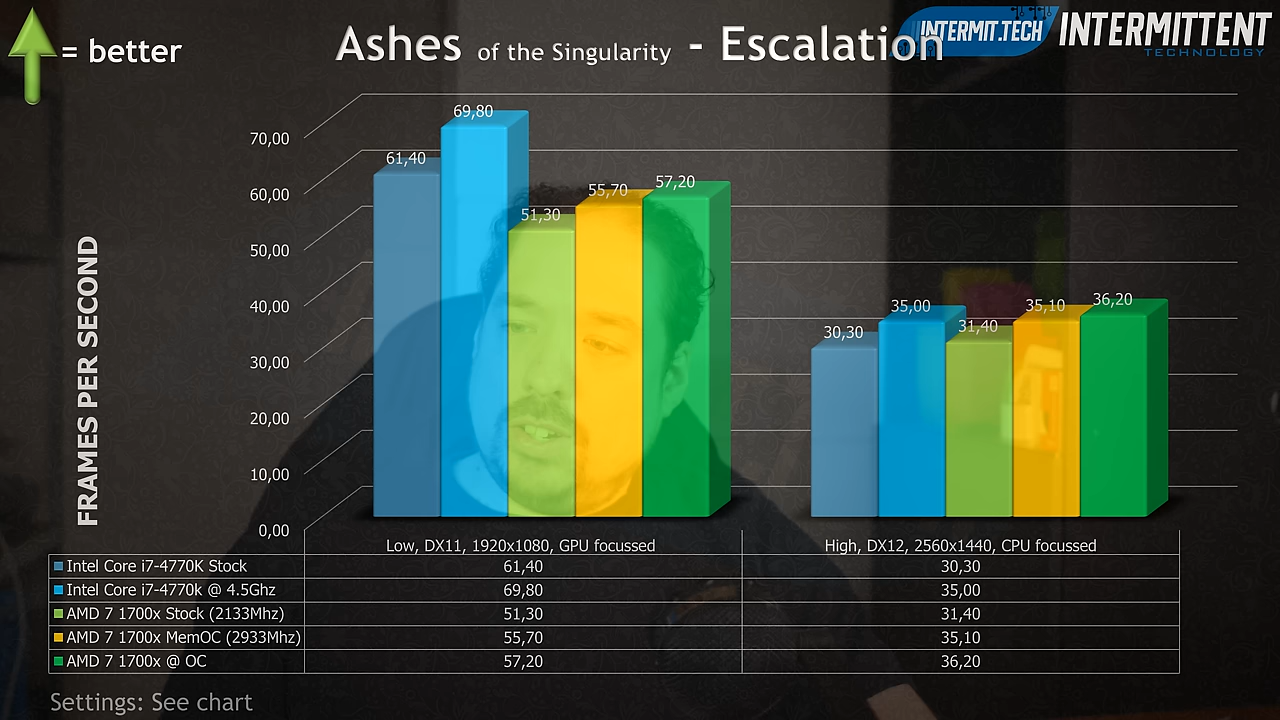 = better
Ashes of the Singularity - Escalation
INTERMIT.TECH
INTERMITTENT
TECHNOLOGY
FRAMES PER SECOND
70,00
60,00
50,00
40,00
30,00
20,00
10,00
0,00
61,40
69,80
51,30
55,70
57,20
30,30
35,00
31,40
35,10
36,20
Low, DX11, 1920x1080, GPU focussed
High, DX12, 2560x1440, CPU focussed
Intel Core i7-4770K Stock 61,40 30,30
Intel Core i7-4770k @ 4.5Ghz 69,80 35,00
AMD 7 1700x Stock (2133Mhz) 51,30 31,40
AMD 7 1700x MemOC (2933Mhz) 55,70 35,10
AMD 7 1700x @ OC 57,20 36,20
Settings: See chart